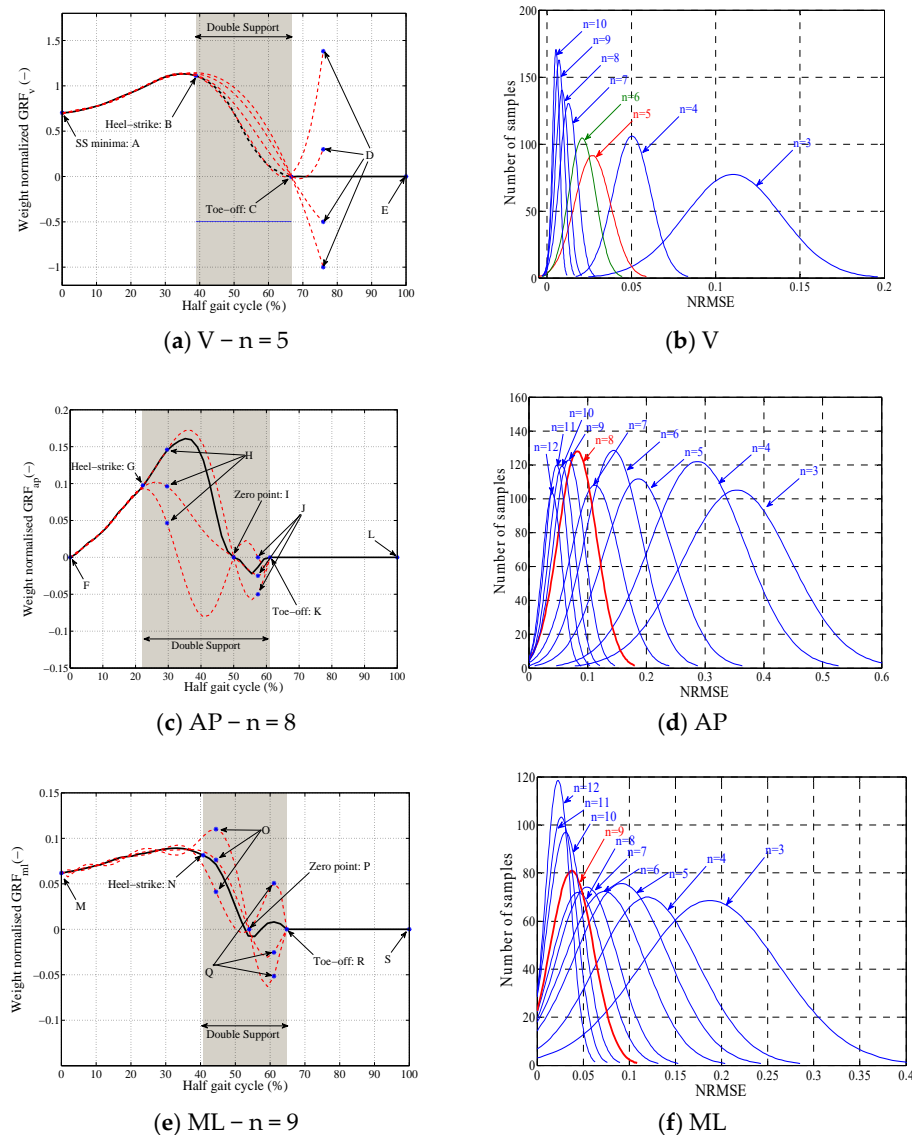 Double Support
Weight normalized GRFv(−)
1.5
1
0.5
0
−0.5
−1
Heel−strike: B
SS minima: A
D
Toe−off: C
E
0 10 20 30 40 50 60 70 80 90 100
Half gait cycle (%)
(a) V − n = 5
Number of samples
200
150
100
50
0
n=10
n=9
n=8
n=7
n=6
n=5
n=4
n=3
0 0.05 0.1 0.15 0.2
NRMSE
(b) V
Weight normalised GRFap(−)
0.2
0.15
0.1
0.05
0
−0.05
−0.1
−0.15
Heel−strike: G
H
Zero point: I
J
L
F
Toe−off: K
Double Support
0 10 20 30 40 50 60 70 80 90 100
Half gait cycle (%)
(c) AP − n = 8
Number of samples
160
140
120
100
80
60
40
20
0
n=10
n=11
n=9
n=12
n=8
n=7
n=6
n=5
n=4
n=3
0 0.1 0.2 0.3 0.4 0.5 0.6
NRMSE
(d) AP
Weight normalised GRFml(−)
0.15
0.1
0.05
0
−0.05
−0.1
O
Zero point: P
Heel−strike: N
M
Q
Toe−off: R
S
Double Support
0 10 20 30 40 50 60 70 80 90 100
Half gait cycle (%)
(e) ML − n = 9
Number of samples
120
100
80
60
40
20
0
n=12
n=11
n=10
n=9
n=8
n=7
n=6
n=5
n=4
n=3
0 0.05 0.1 0.15 0.2 0.25 0.3 0.35 0.4
NRMSE
(f) ML